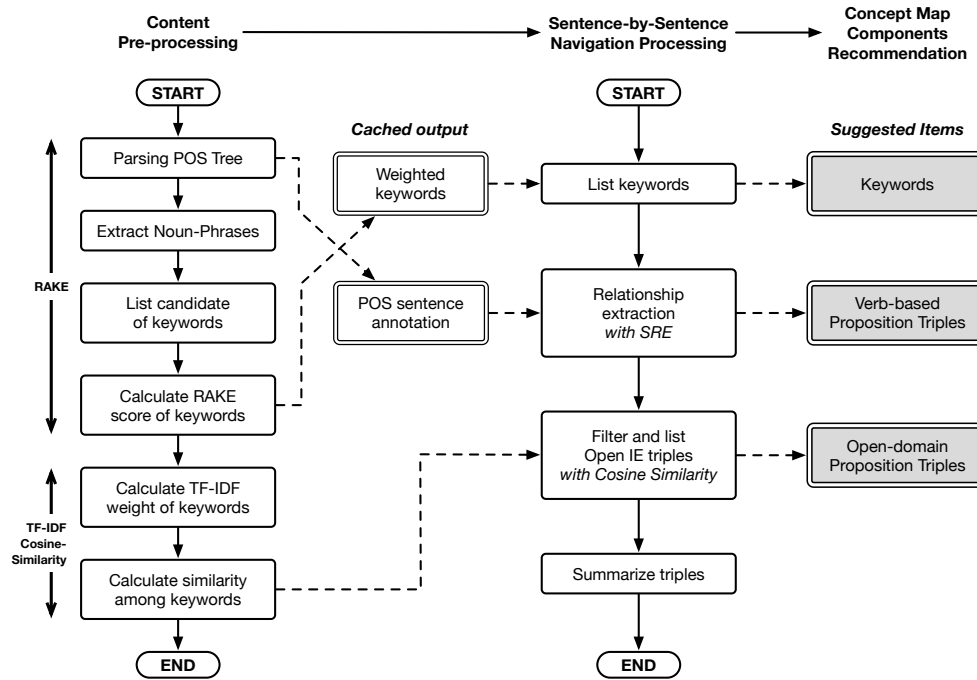 Content
Pre-processing
Sentence-by-Sentence
Navigation Processing
Concept Map
Components
Recommendation
START
Parsing POS Tree
Extract Noun-Phrases
List candidate
of keywords
Calculate RAKE
score of keywords
Calculate TF-IDF
weight of keywords
Calculate similarity
among keywords
END
RAKE
TF-IDF
Cosine-
Similarity
Cached output
Weighted
keywords
POS sentence
annotation
START
List keywords
Relationship
extraction
with SRE
Filter and list
Open IE triples
with Cosine Similarity
Summarize triples
END
Suggested Items
Keywords
Verb-based
Proposition Triples
Open-domain
Proposition Triples